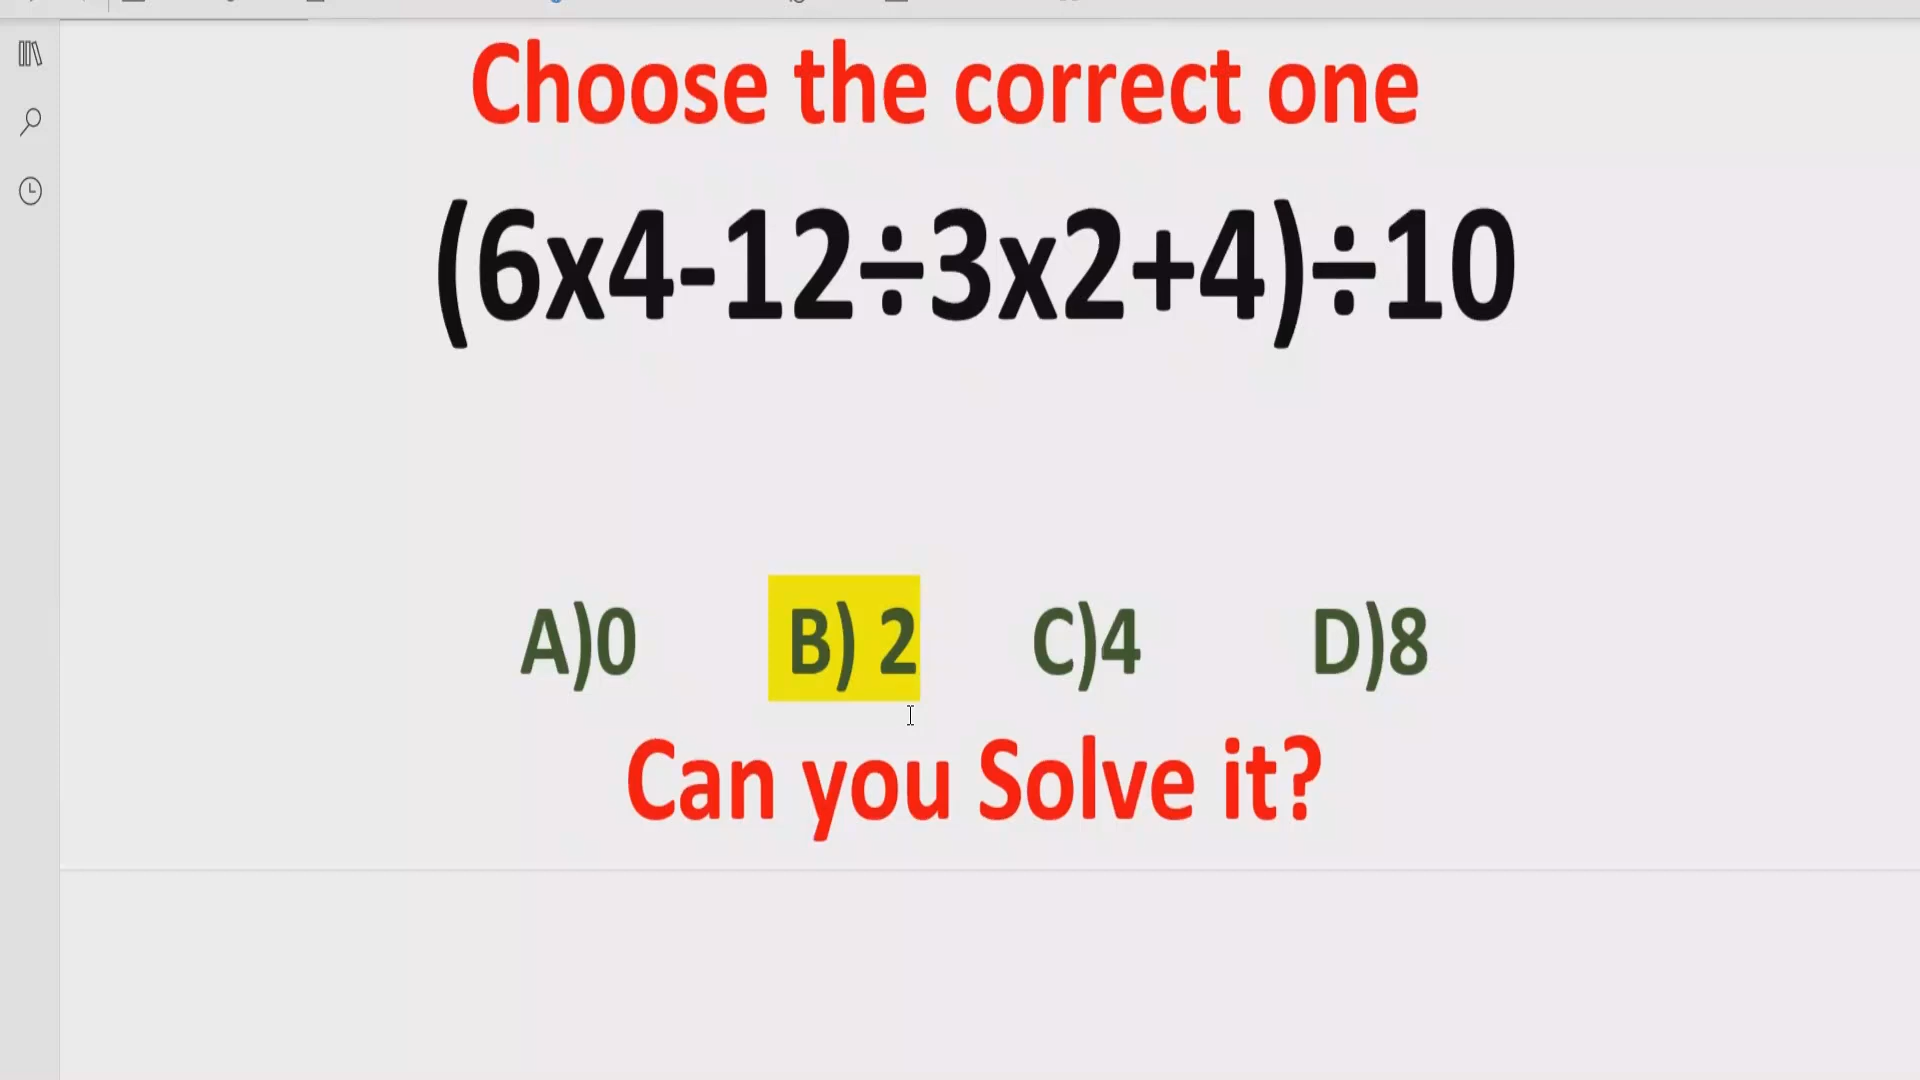 Choose the correct one
(6x4-12÷3x2+4)÷10
A)0 B) 2 C)4 D)8
Can you Solve it?